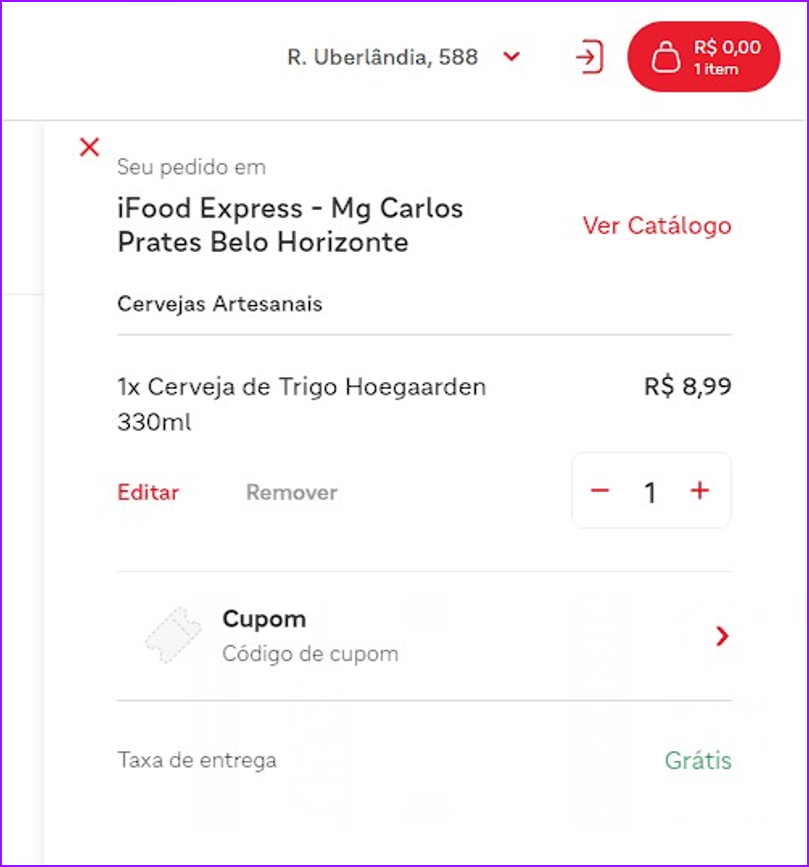 R. Uberlândia, 588
R$ 0,00
1 item
Seu pedido em
iFood Express - Mg Carlos
Prates Belo Horizonte
Ver Catálogo
Cervejas Artesanais
1x Cerveja de Trigo Hoegaarden
330ml
R$ 8,99
Editar
Remover
1
Cupom
Código de cupom
Taxa de entrega
Grátis